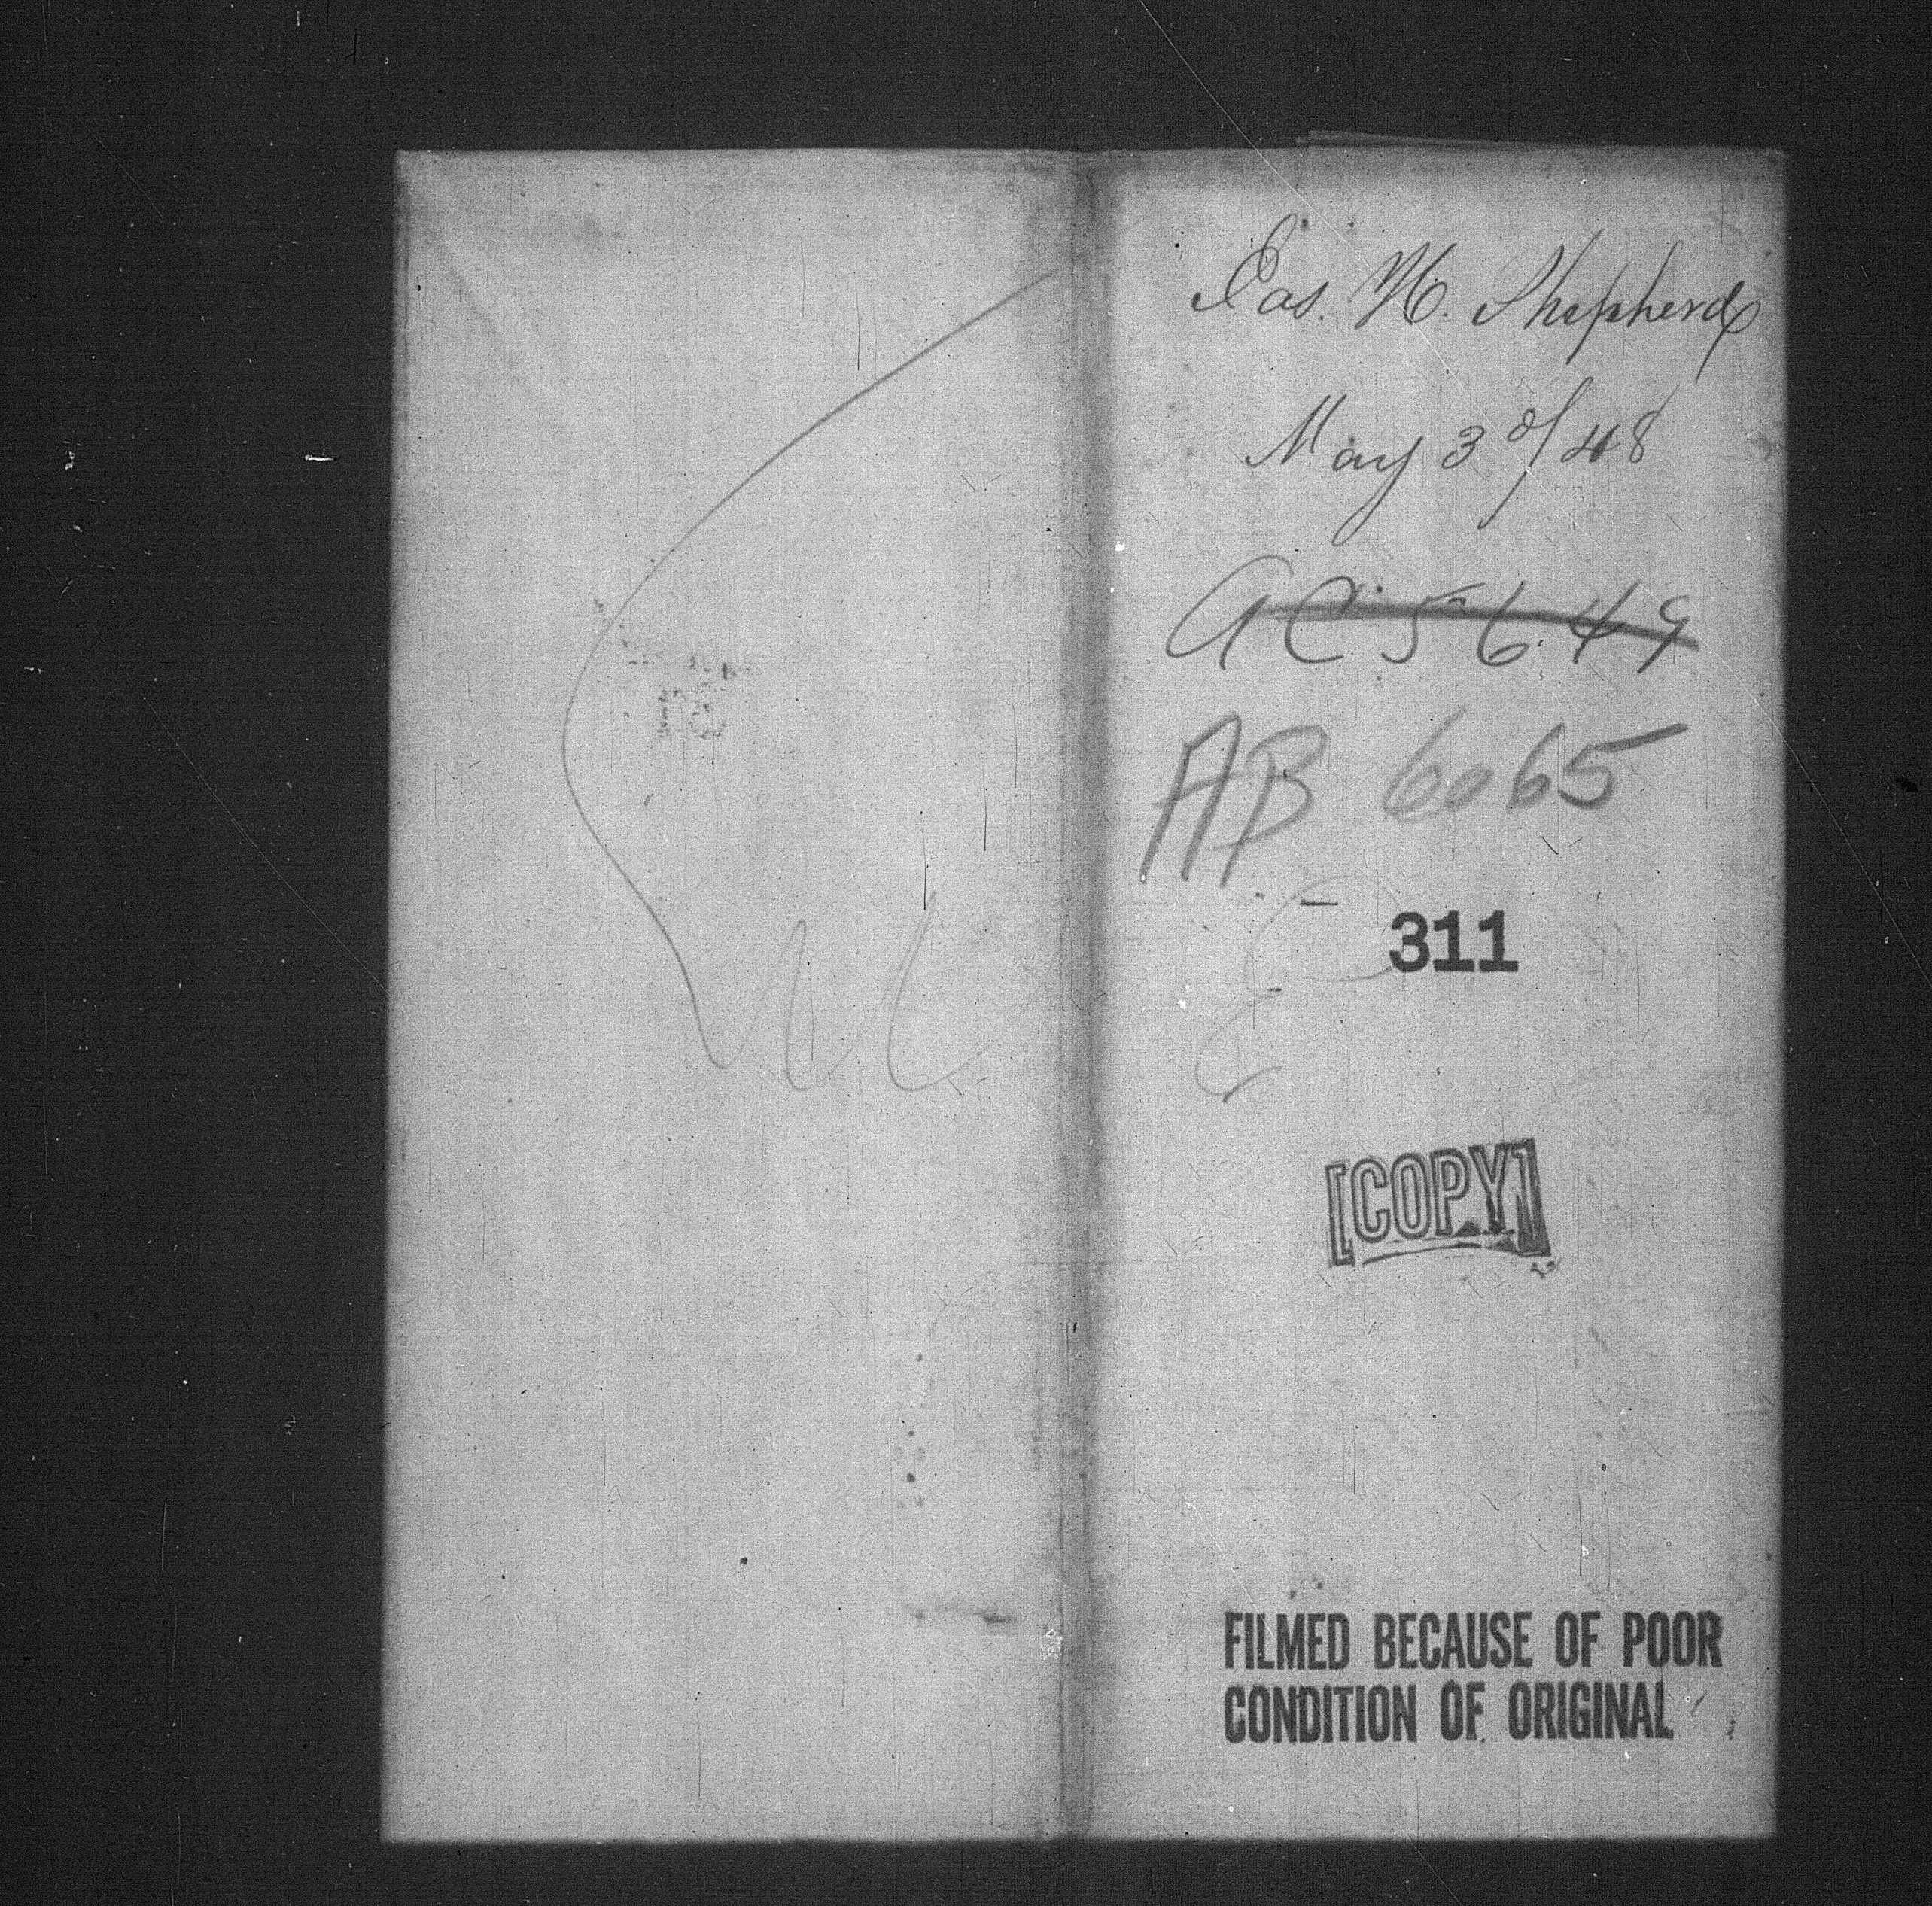 Jas. H. Shepherd
May 3d/48
AC 5649
AB 6065
311
[COPY]
FILMED BECAUSE OF POOR
CONDITION OF ORIGINAL